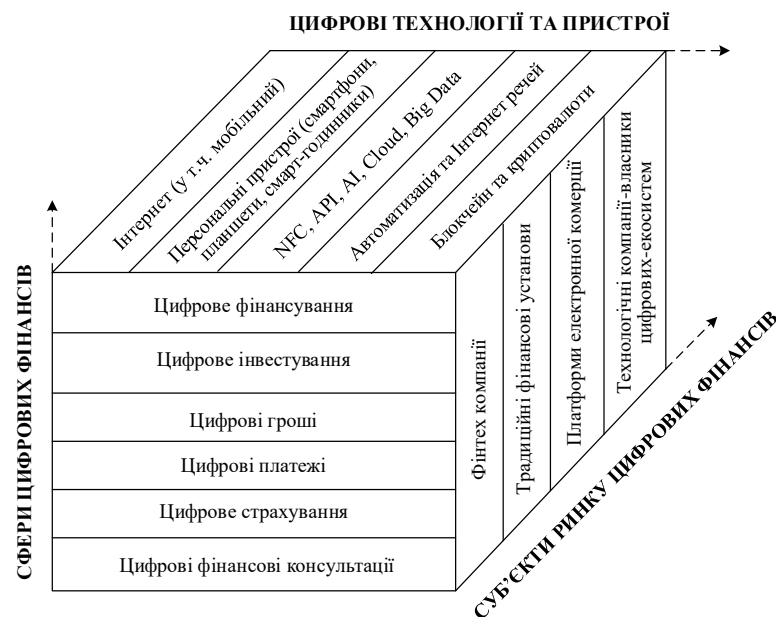 ЦИФРОВІ ТЕХНОЛОГІЇ ТА ПРИСТРОЇ
Інтернет (у т.ч. мобільний)
Персональні пристрої (смартфони,
планшети, смарт-годинники)
NFC, API, AI, Cloud, Big Data
Автоматизація та Інтернет речей
Блокчейн та криптовалюти
СФЕРИ ЦИФРОВИХ ФІНАНСІВ
Цифрове фінансування
Цифрове інвестування
Цифрові гроші
Цифрові платежі
Цифрове страхування
Цифрові фінансові консультації
Фінтех компанії
Традиційні фінансові установи
Платформи електронної комерції
Технологічні компанії-власники
цифрових-екосистем
СУБ’ЄКТИ РИНКУ ЦИФРОВИХ ФІНАНСІВ